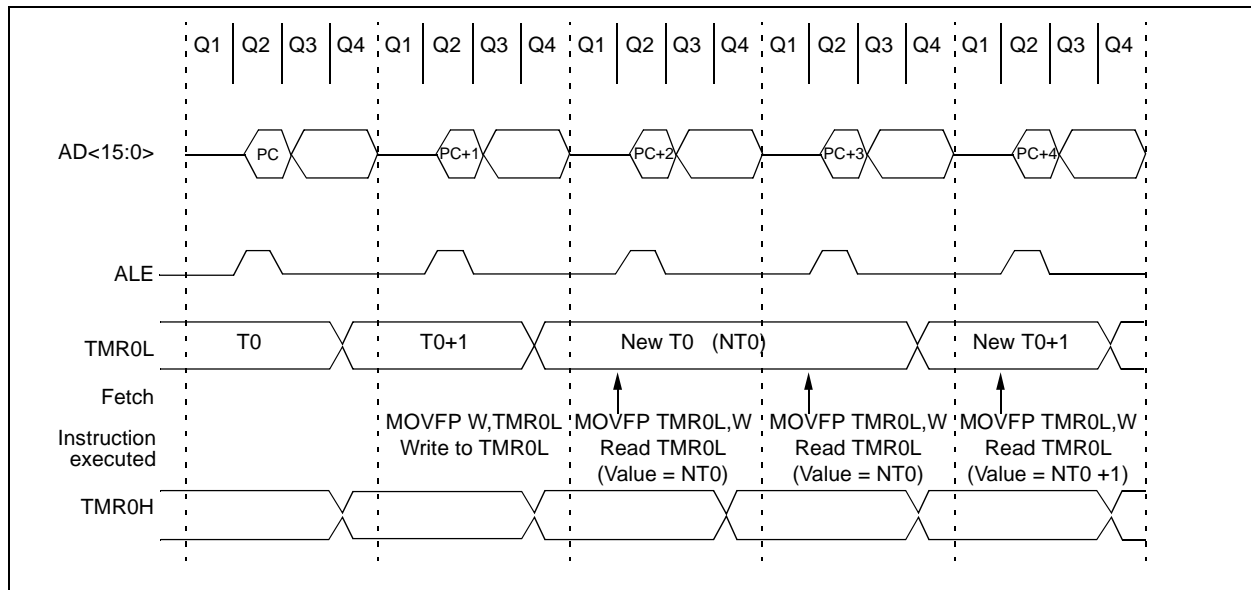 Q1 Q2 Q3 Q4 Q1 Q2 Q3 Q4 Q1 Q2 Q3 Q4 Q1 Q2 Q3 Q4 Q1 Q2 Q3 Q4
AD<15:0> PC PC+1 PC+2 PC+3 PC+4
ALE
TMR0L T0 T0+1 New T0 (NT0) New T0+1
Fetch
Instruction executed
MOVFP W,TMR0L
Write to TMR0L
MOVFP TMR0L,W
Read TMR0L
(Value = NT0)
MOVFP TMR0L,W
Read TMR0L
(Value = NT0)
MOVFP TMR0L,W
Read TMR0L
(Value = NT0 +1)
TMR0H